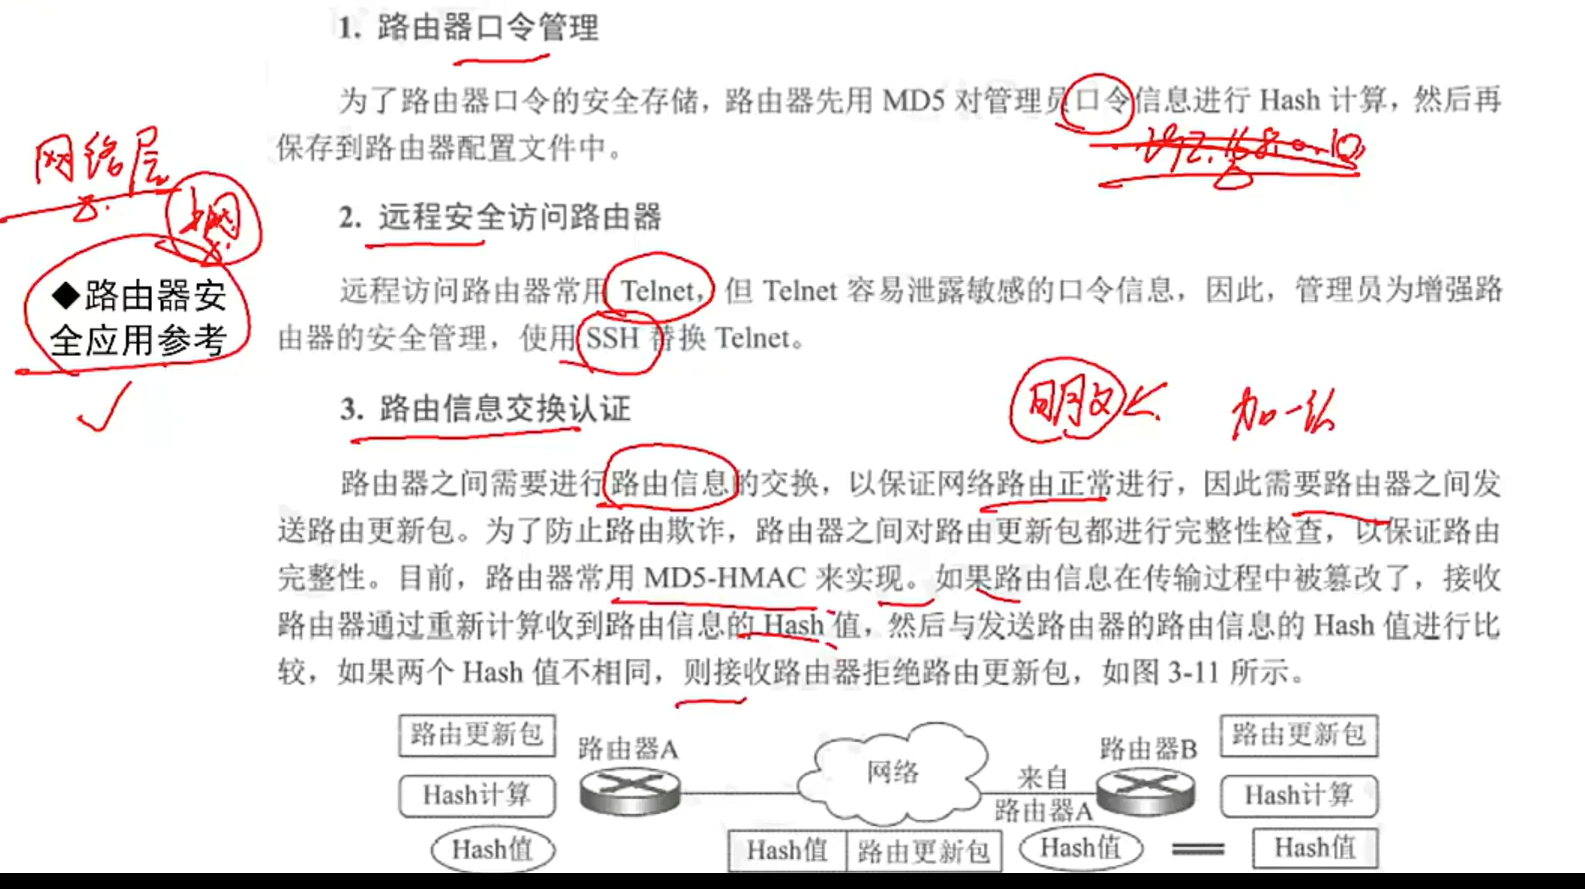 1. 路由器口令管理
为了路由器口令的安全存储，路由器先用 MD5 对管理员口令信息进行 Hash 计算，然后再
保存到路由器配置文件中。
网络层
2. 远程安全访问路由器
◆路由器安
全应用参考
远程访问路由器常用 Telnet，但 Telnet 容易泄露敏感的口令信息，因此，管理员为增强路
由器的安全管理，使用 SSH 替换 Telnet。
明文
3. 路由信息交换认证
路由器之间需要进行路由信息的交换，以保证网络路由正常进行，因此需要路由器之间发
送路由更新包。为了防止路由欺诈，路由器之间对路由更新包都进行完整性检查，以保证路由
完整性。目前，路由器常用 MD5-HMAC 来实现。如果路由信息在传输过程中被篡改了，接收
路由器通过重新计算收到路由信息的 Hash 值，然后与发送路由器的路由信息的 Hash 值进行比
较，如果两个 Hash 值不相同，则接收路由器拒绝路由更新包，如图 3-11 所示。
路由更新包
路由器A
网络
来自
路由器A
路由器B
路由更新包
Hash计算
Hash计算
Hash值
Hash值
路由更新包
Hash值
Hash值